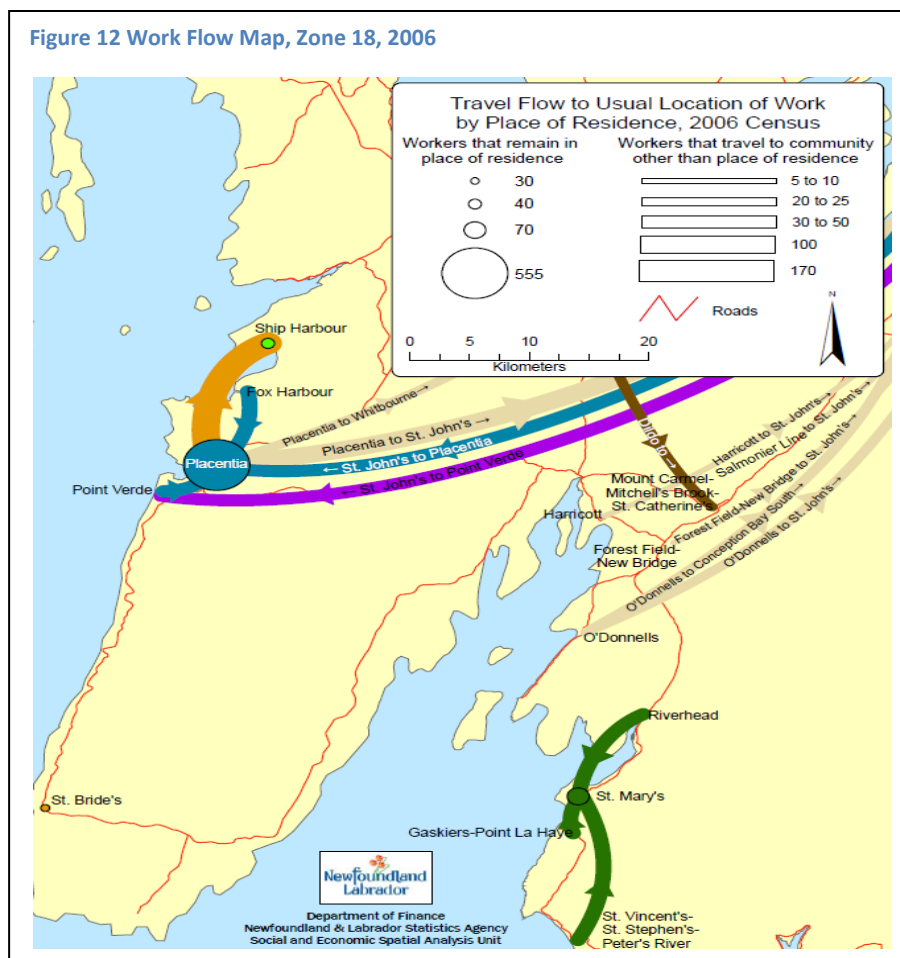 Figure 12 Work Flow Map, Zone 18, 2006
Travel Flow to Usual Location of Work
by Place of Residence, 2006 Census
Workers that remain in
place of residence
30
40
70
555
Workers that travel to community
other than place of residence
5 to 10
20 to 25
30 to 50
100
170
Roads
N
0 5 10 20
Kilometers
Ship Harbour
Fox Harbour
Placentia to Whitbourne→
Placentia to St. John's →
Placentia
← St. John's to Placentia
← St. John's to Point Verde
Point Verde
Harricott to St. John's→
Salmonier Line to St. John's→
Mount Carmel-
Mitchell's Brook-
St. Catherine's
Harricott
Forest Field-New Bridge to St. John's→
Forest Field-
New Bridge
O'Donnells to Conception Bay South→
O'Donnells to St. John's→
O'Donnells
Riverhead
St. Mary's
St. Bride's
Gaskiers-Point La Haye
St. Vincent's-
St. Stephen's-
Peter's River
Newfoundland
Labrador
Department of Finance
Newfoundland & Labrador Statistics Agency
Social and Economic Spatial Analysis Unit